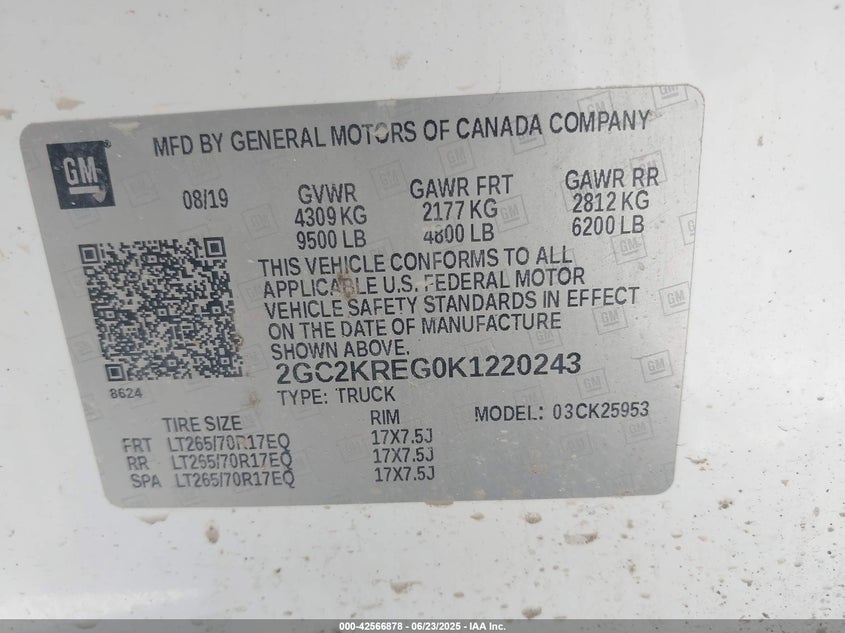 MFD BY GENERAL MOTORS OF CANADA COMPANY
GM
08/19
GVWR
4309 KG
9500 LB
GAWR FRT
2177 KG
4800 LB
GAWR RR
2812 KG
6200 LB
THIS VEHICLE CONFORMS TO ALL
APPLICABLE U.S. FEDERAL MOTOR
VEHICLE SAFETY STANDARDS IN EFFECT
ON THE DATE OF MANUFACTURE
SHOWN ABOVE.
8624
2GC2KREG0K1220243
TYPE: TRUCK
MODEL: 03CK25953
TIRE SIZE
RIM
FRT LT265/70R17EQ 17X7.5J
RR LT265/70R17EQ 17X7.5J
SPA LT265/70R17EQ 17X7.5J
000-42566878 - 06/23/2025 - IAA Inc.